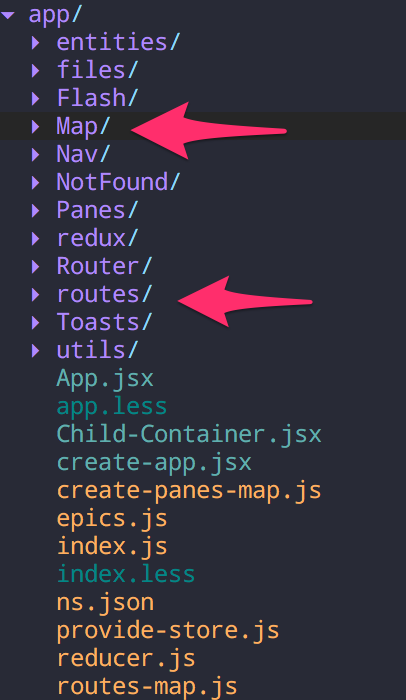 app/
entities/
files/
Flash/
Map/
Nav/
NotFound/
Panes/
redux/
Router/
routes/
Toasts/
utils/
App.jsx
app.less
Child-Container.jsx
create-app.jsx
create-panes-map.js
epics.js
index.js
index.less
ns.json
provide-store.js
reducer.js
routes-map.js